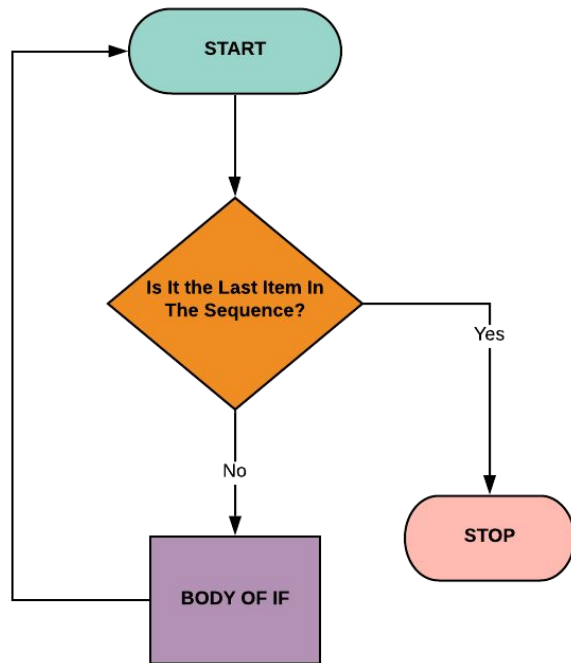 START
Is It the Last Item In
The Sequence?
Yes
No
STOP
BODY OF IF